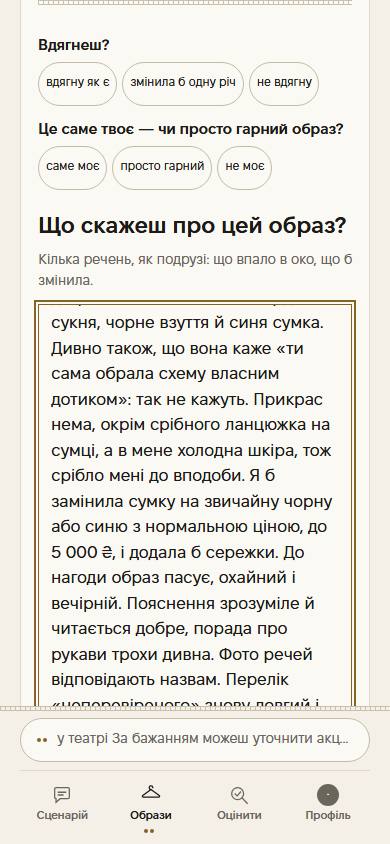 Вдягнеш?
вдягну як є
змінила б одну річ
не вдягну
Це саме твоє — чи просто гарний образ?
саме моє
просто гарний
не моє
Що скажеш про цей образ?
Кілька речень, як подрузі: що впало в око, що б
змінила.
сукня, чорне взуття й синя сумка.
Дивно також, що вона каже «ти
сама обрала схему власним
дотиком»: так не кажуть. Прикрас
нема, окрім срібного ланцюжка на
сумці, а в мене холодна шкіра, тож
срібло мені до вподоби. Я б
замінила сумку на звичайну чорну
або синю з нормальною ціною, до
5 000 ₴, і додала б сережки. До
нагоди образ пасує, охайний і
вечірній. Пояснення зрозуміле й
читається добре, порада про
рукави трохи дивна. Фото речей
відповідають назвам. Перелік
«неперевіреного» знову довгий і
у театрі За бажанням можеш уточнити акц...
Сценарій
Образи
Оцінити
Профіль